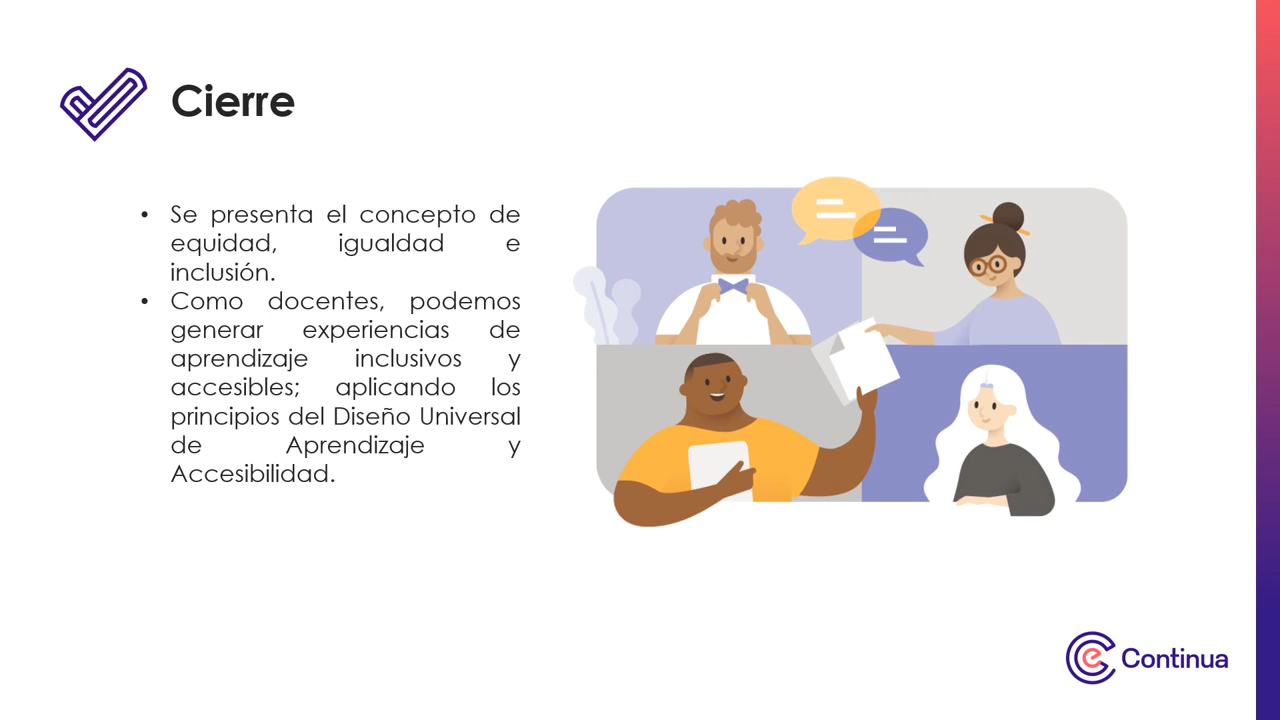 Cierre
• Se presenta el concepto de
equidad, igualdad e
inclusión.
• Como docentes, podemos
generar experiencias de
aprendizaje inclusivos y
accesibles; aplicando los
principios del Diseño Universal
de Aprendizaje y
Accesibilidad.
e Continua